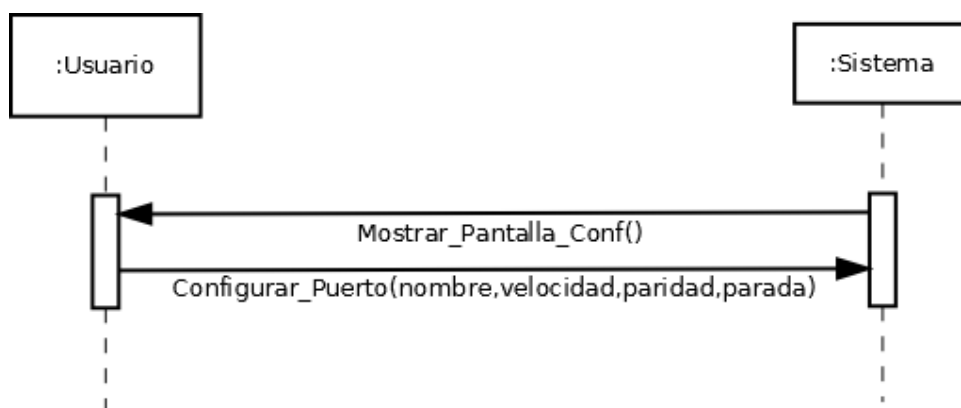 :Usuario
:Sistema
Mostrar_Pantalla_Conf()
Configurar_Puerto(nombre,velocidad,paridad,parada)